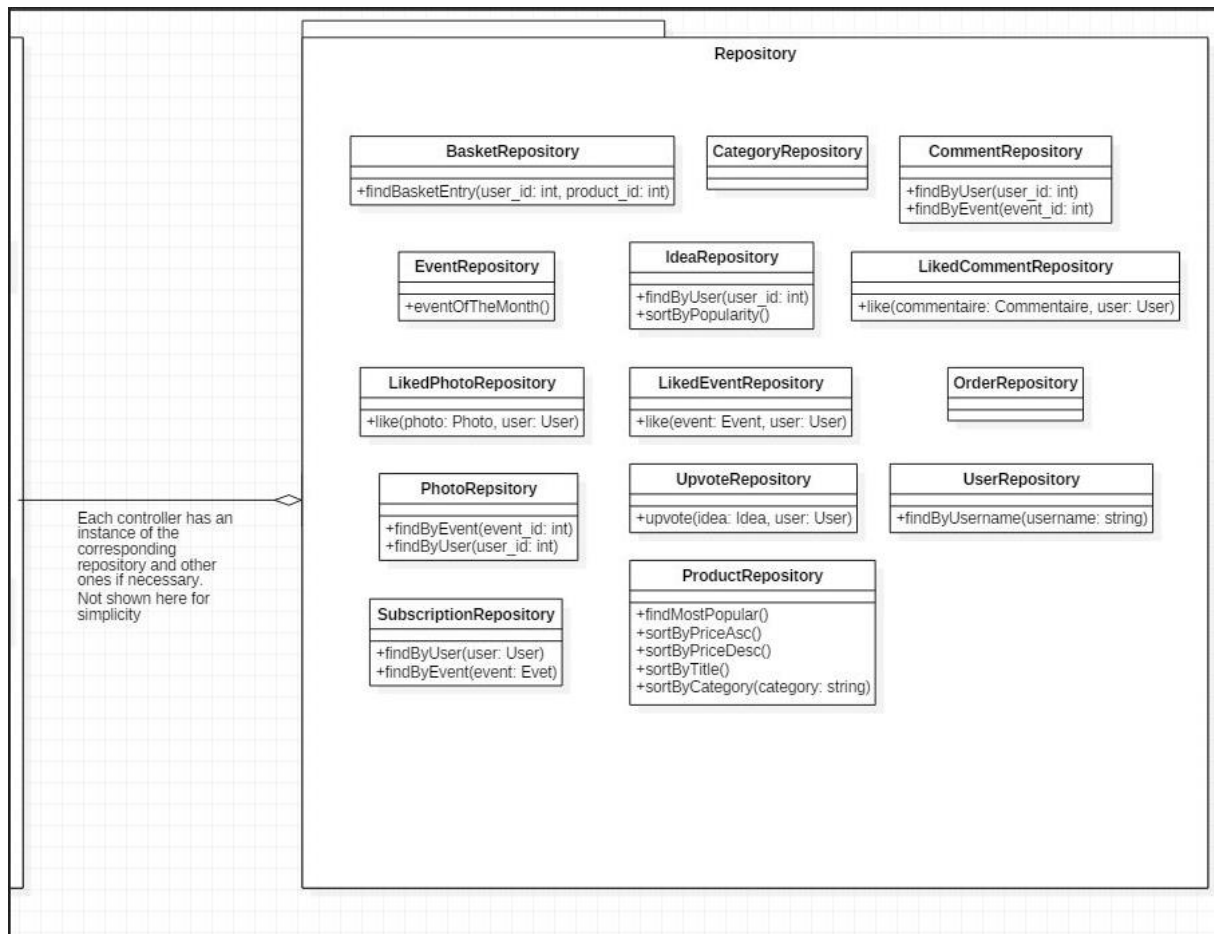 Repository
BasketRepository
+findBasketEntry(user_id: int, product_id: int)
CategoryRepository
CommentRepository
+findByUser(user_id: int)
+findByEvent(event_id: int)
EventRepository
+eventOfTheMonth()
IdeaRepository
+findByUser(user_id: int)
+sortByPopularity()
LikedCommentRepository
+like(commentaire: Commentaire, user: User)
LikedPhotoRepository
+like(photo: Photo, user: User)
LikedEventRepository
+like(event: Event, user: User)
OrderRepository
PhotoRepsitory
+findByEvent(event_id: int)
+findByUser(user_id: int)
UpvoteRepository
+upvote(idea: Idea, user: User)
UserRepository
+findByUsername(username: string)
Each controller has an
instance of the
corresponding
repository and other
ones if necessary.
Not shown here for
simplicity
SubscriptionRepository
+findByUser(user: User)
+findByEvent(event: Evet)
ProductRepository
+findMostPopular()
+sortByPriceAsc()
+sortByPriceDesc()
+sortByTitle()
+sortByCategory(category: string)